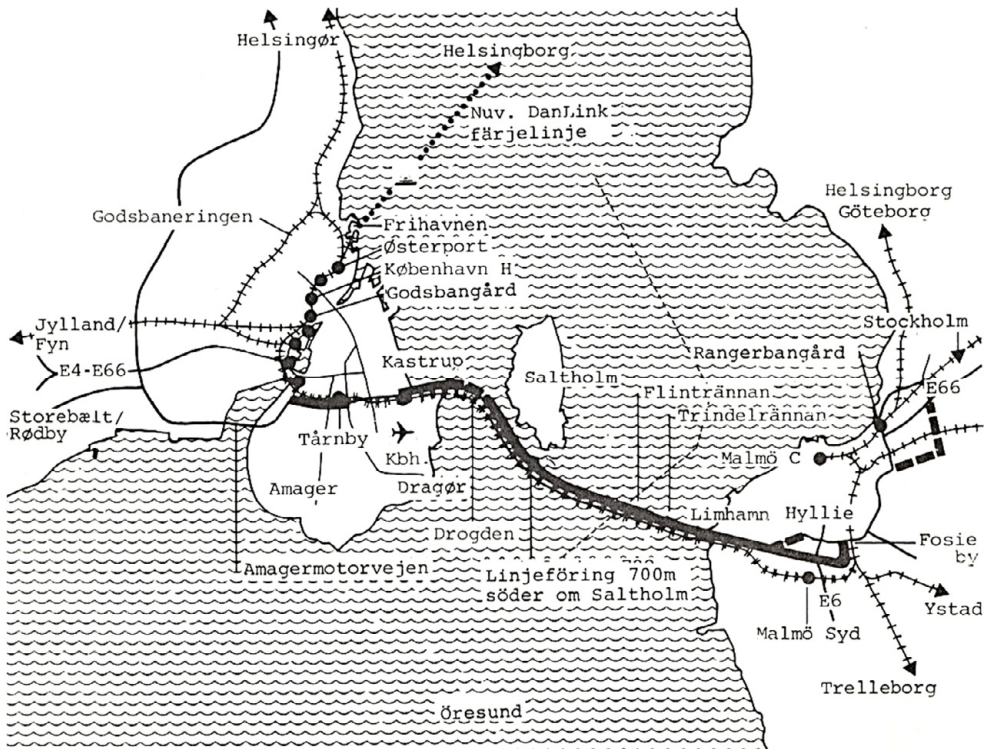 Helsingør
Helsingborg
Nuv. DanLink
färjelinje
Godsbaneringen
Helsingborg
Göteborg
Frihavnen
Østerport
København H
Godsbangård
Jylland/
Fyn
Stockholm
Kastrup
Rangerbangård
E4-E66
Saltholm
E66
Flintrännan
Storebælt/
Rødby
Trindelrännan
Tårnby
Kbh.
Malmö C
Amager
Dragør
Limhamn
Hyllie
Drogden
Fosie
by
Amagermotorvejen
Linjeföring 700m
söder om Saltholm
E6
Ystad
Malmö Syd
Trelleborg
Öresund